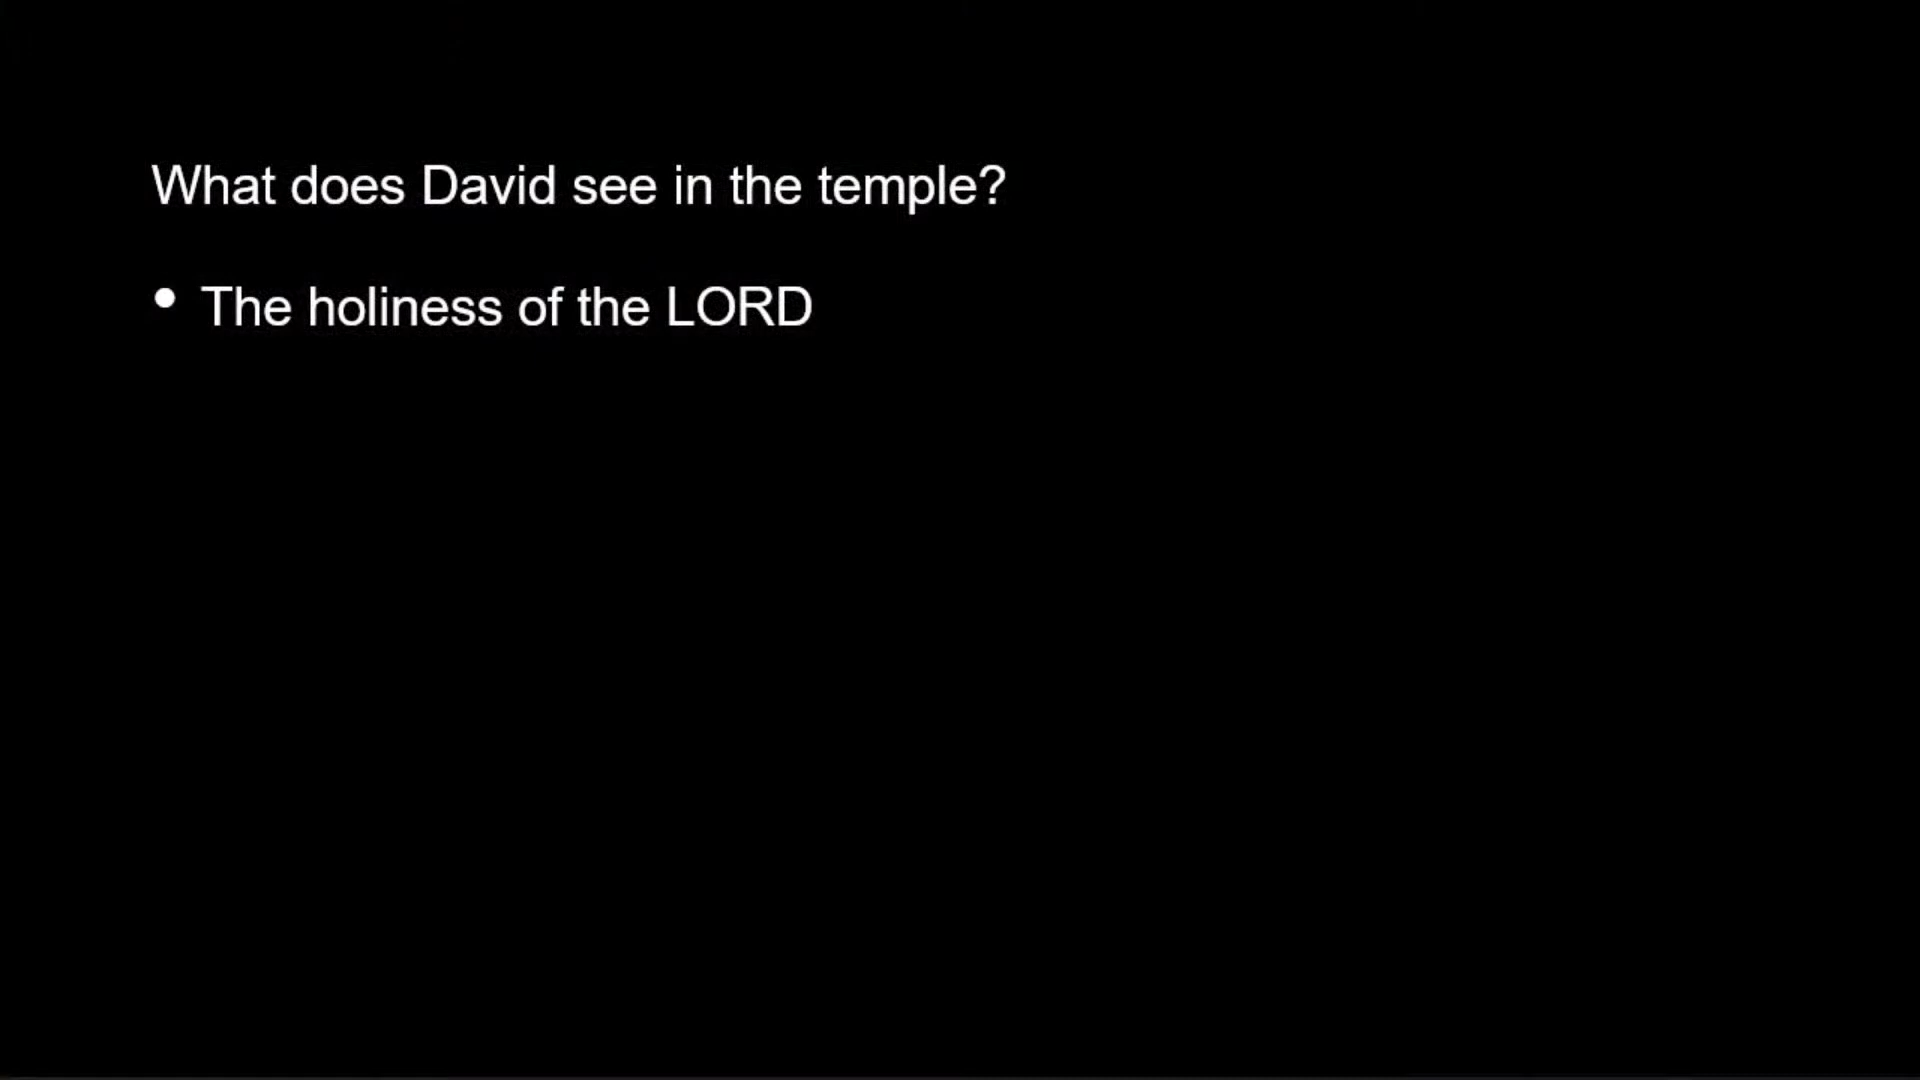 What does David see in the temple?
• The holiness of the LORD